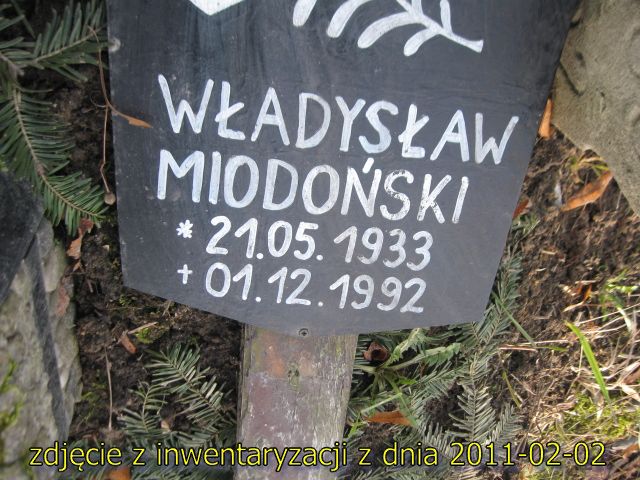 WŁADYSŁAW
MIODOŃSKI
* 21.05.1933
+ 01.12.1992
zdjęcie z inwentaryzacji z dnia 2011-02-02